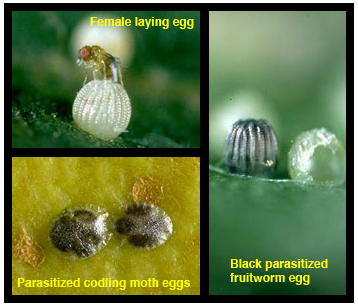 Female laying egg
Parasitized codling moth eggs
Black parasitized
fruitworm egg